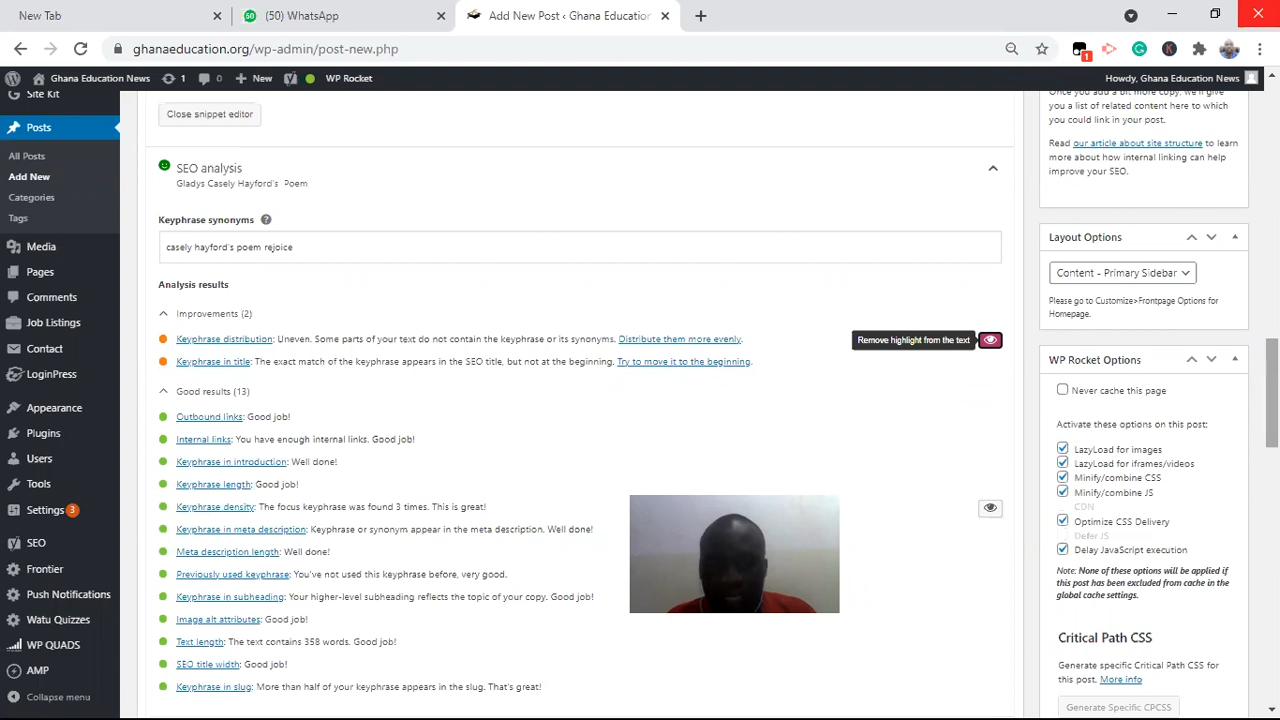 New Tab
(50) WhatsApp
Add New Post ‹ Ghana Education
ghanaeducation.org/wp-admin/post-new.php
1
Ghana Education News
1
0
New
WP Rocket
Howdy, Ghana Education News
Site Kit
Posts
All Posts
Add New
Categories
Tags
Media
Pages
Comments
Job Listings
Contact
LoginPress
Appearance
Plugins
Users
Tools
Settings 3
SEO
Frontier
Push Notifications
Watu Quizzes
WP QUADS
AMP
Collapse menu
Close snippet editor
SEO analysis
Gladys Casely Hayford's Poem
Keyphrase synonyms
casely hayford's poem rejoice
Analysis results
Improvements (2)
Keyphrase distribution: Uneven. Some parts of your text do not contain the keyphrase or its synonyms. Distribute them more evenly.
Remove highlight from the text
Keyphrase in title: The exact match of the keyphrase appears in the SEO title, but not at the beginning. Try to move it to the beginning.
Good results (13)
Outbound links: Good job!
Internal links: You have enough internal links. Good job!
Keyphrase in introduction: Well done!
Keyphrase length: Good job!
Keyphrase density: The focus keyphrase was found 3 times. This is great!
Keyphrase in meta description: Keyphrase or synonym appear in the meta description. Well done!
Meta description length: Well done!
Previously used keyphrase: You've not used this keyphrase before, very good.
Keyphrase in subheading: Your higher-level subheading reflects the topic of your copy. Good job!
Image alt attributes: Good job!
Text length: The text contains 358 words. Good job!
SEO title width: Good job!
Keyphrase in slug: More than half of your keyphrase appears in the slug. That's great!
Once you add a bit more copy, we'll give
you a list of related content here to which
you could link in your post.
Read our article about site structure to learn
more about how internal linking can help
improve your SEO.
Layout Options
Content - Primary Sidebar
Please go to Customize>Frontpage Options for
Homepage.
WP Rocket Options
Never cache this page
Activate these options on this post:
LazyLoad for images
LazyLoad for iframes/videos
Minify/combine CSS
Minify/combine JS
CDN
Optimize CSS Delivery
Defer JS
Delay JavaScript execution
Note: None of these options will be applied if
this post has been excluded from cache in the
global cache settings.
Critical Path CSS
Generate specific Critical Path CSS for
this post. More info
Generate Specific CPCSS